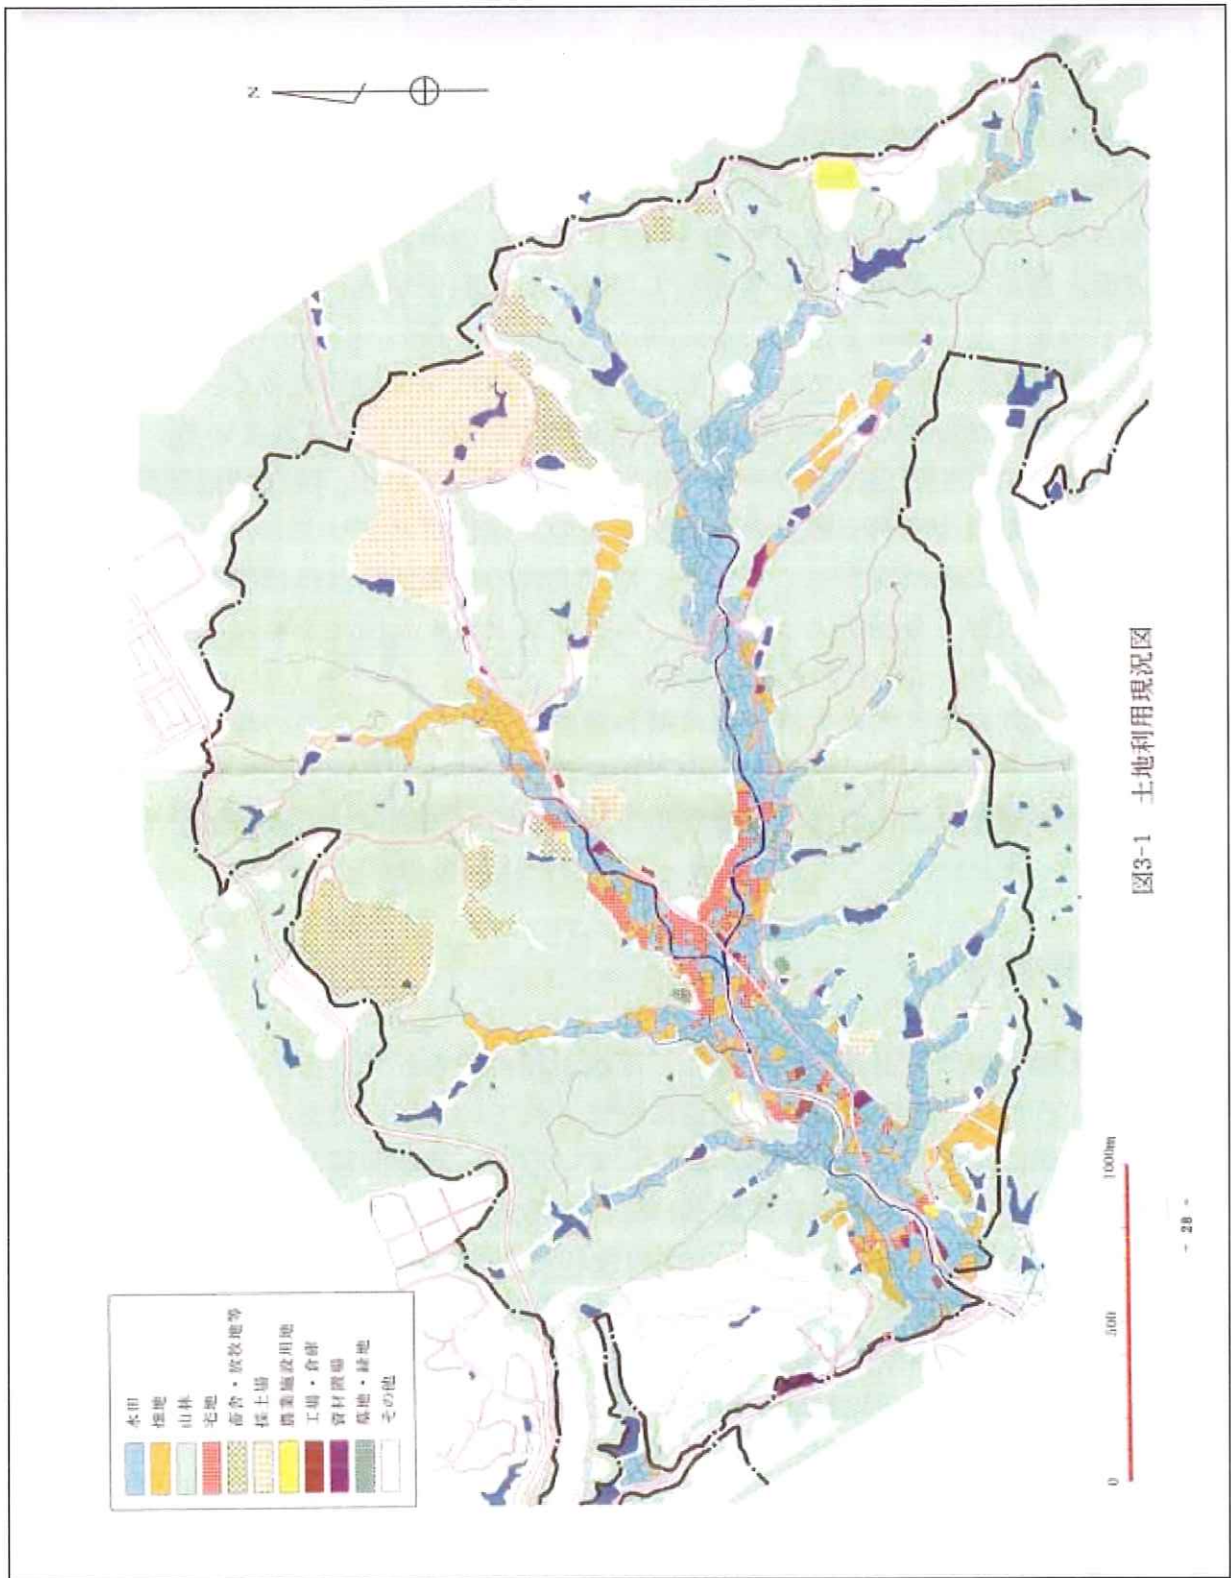 N
水田
畑地
山林
宅地
畜舎・放牧地等
採土場
農業施設用地
工場・倉庫
資材置場
墓地・緑地
その他
0 500 1000m
図3-1 土地利用現況図
- 28 -